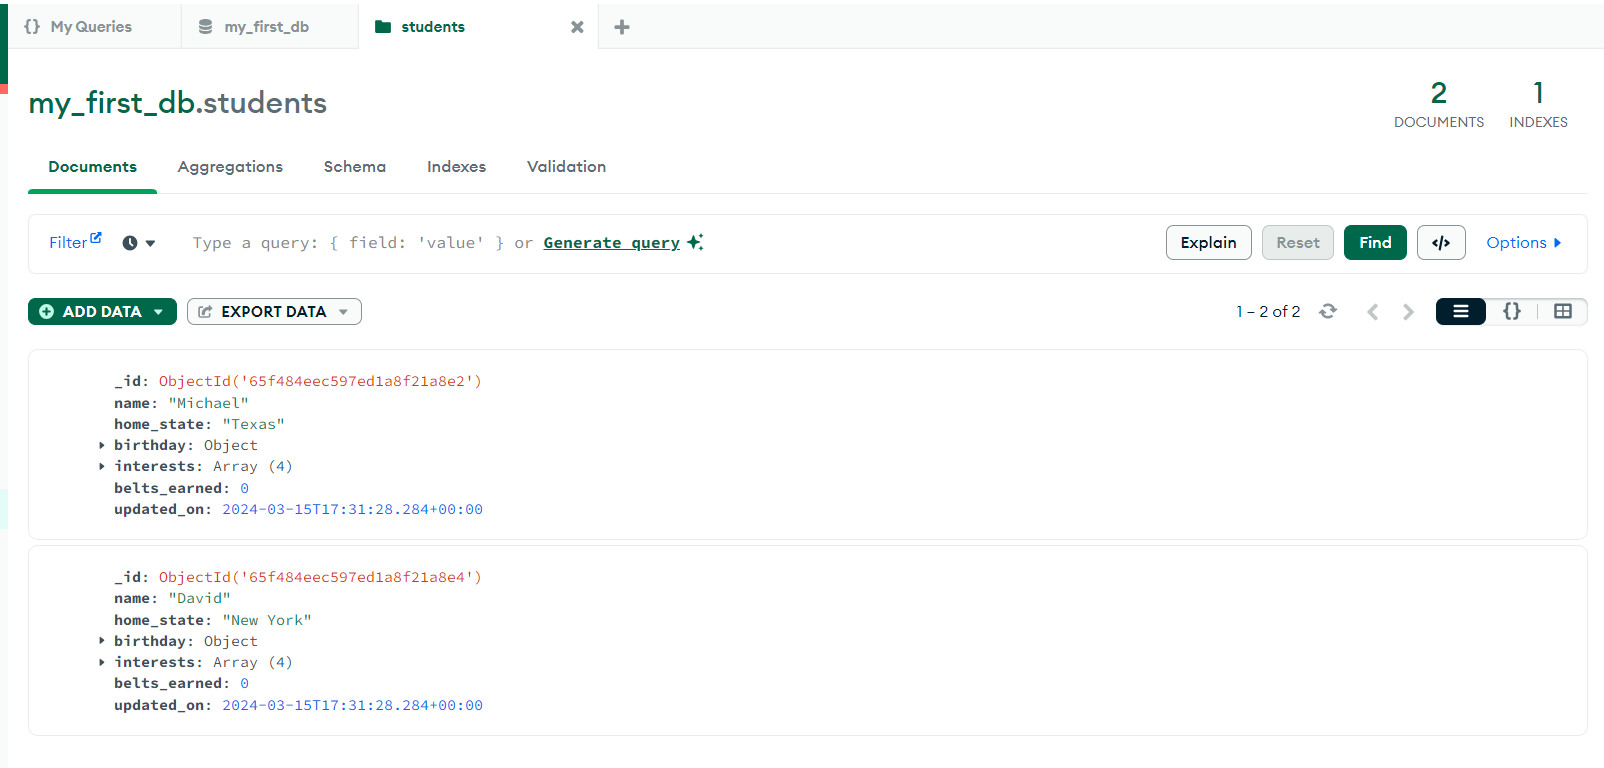 {} My Queries my_first_db students
my_first_db.students
2 1
DOCUMENTS INDEXES
Documents Aggregations Schema Indexes Validation
Filter Type a query: { field: 'value' } or Generate query Explain Reset Find </> Options
ADD DATA EXPORT DATA 1 – 2 of 2 {}
_id: ObjectId('65f484eec597ed1a8f21a8e2')
name: "Michael"
home_state: "Texas"
birthday: Object
interests: Array (4)
belts_earned: 0
updated_on: 2024-03-15T17:31:28.284+00:00
_id: ObjectId('65f484eec597ed1a8f21a8e4')
name: "David"
home_state: "New York"
birthday: Object
interests: Array (4)
belts_earned: 0
updated_on: 2024-03-15T17:31:28.284+00:00